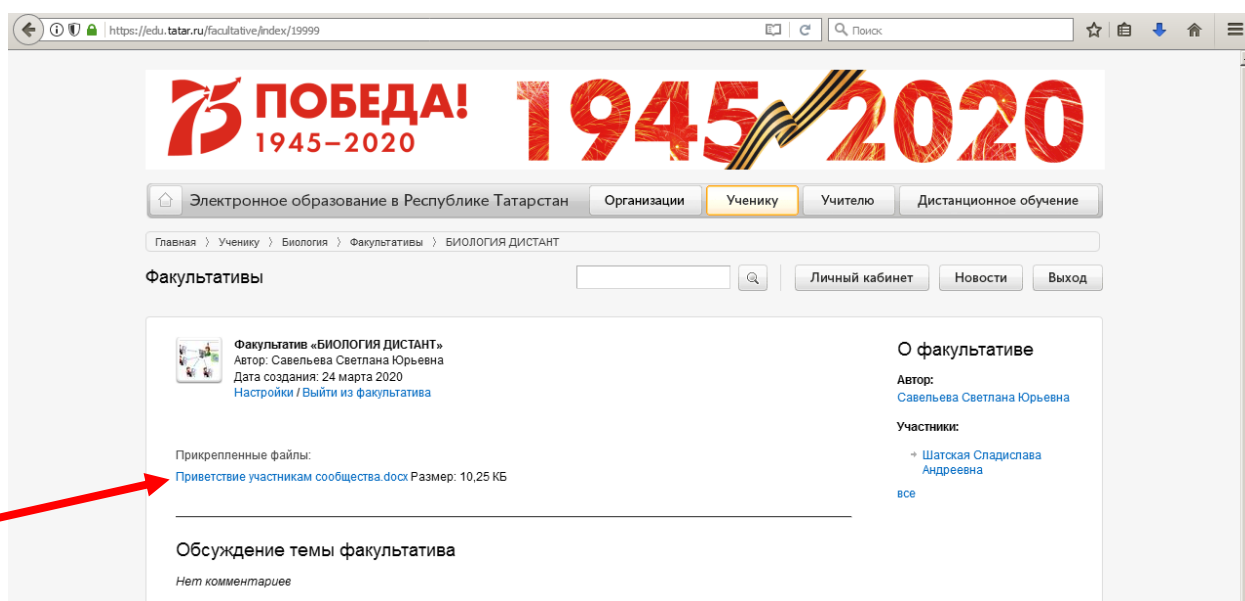 https://edu.tatar.ru/facultative/index/19999
Поиск
75 ПОБЕДА! 1945–2020
1945 2020
Электронное образование в Республике Татарстан Организации Ученику Учителю Дистанционное обучение
Главная 〉 Ученику 〉 Биология 〉 Факультативы 〉 БИОЛОГИЯ ДИСТАНТ
Факультативы Личный кабинет Новости Выход
Факультатив «БИОЛОГИЯ ДИСТАНТ»
Автор: Савельева Светлана Юрьевна
Дата создания: 24 марта 2020
Настройки / Выйти из факультатива
Прикрепленные файлы:
Приветствие участникам сообщества.docx Размер: 10,25 КБ
Обсуждение темы факультатива
Нет комментариев
О факультативе
Автор:
Савельева Светлана Юрьевна
Участники:
Шатская Сладислава
Андреевна
все